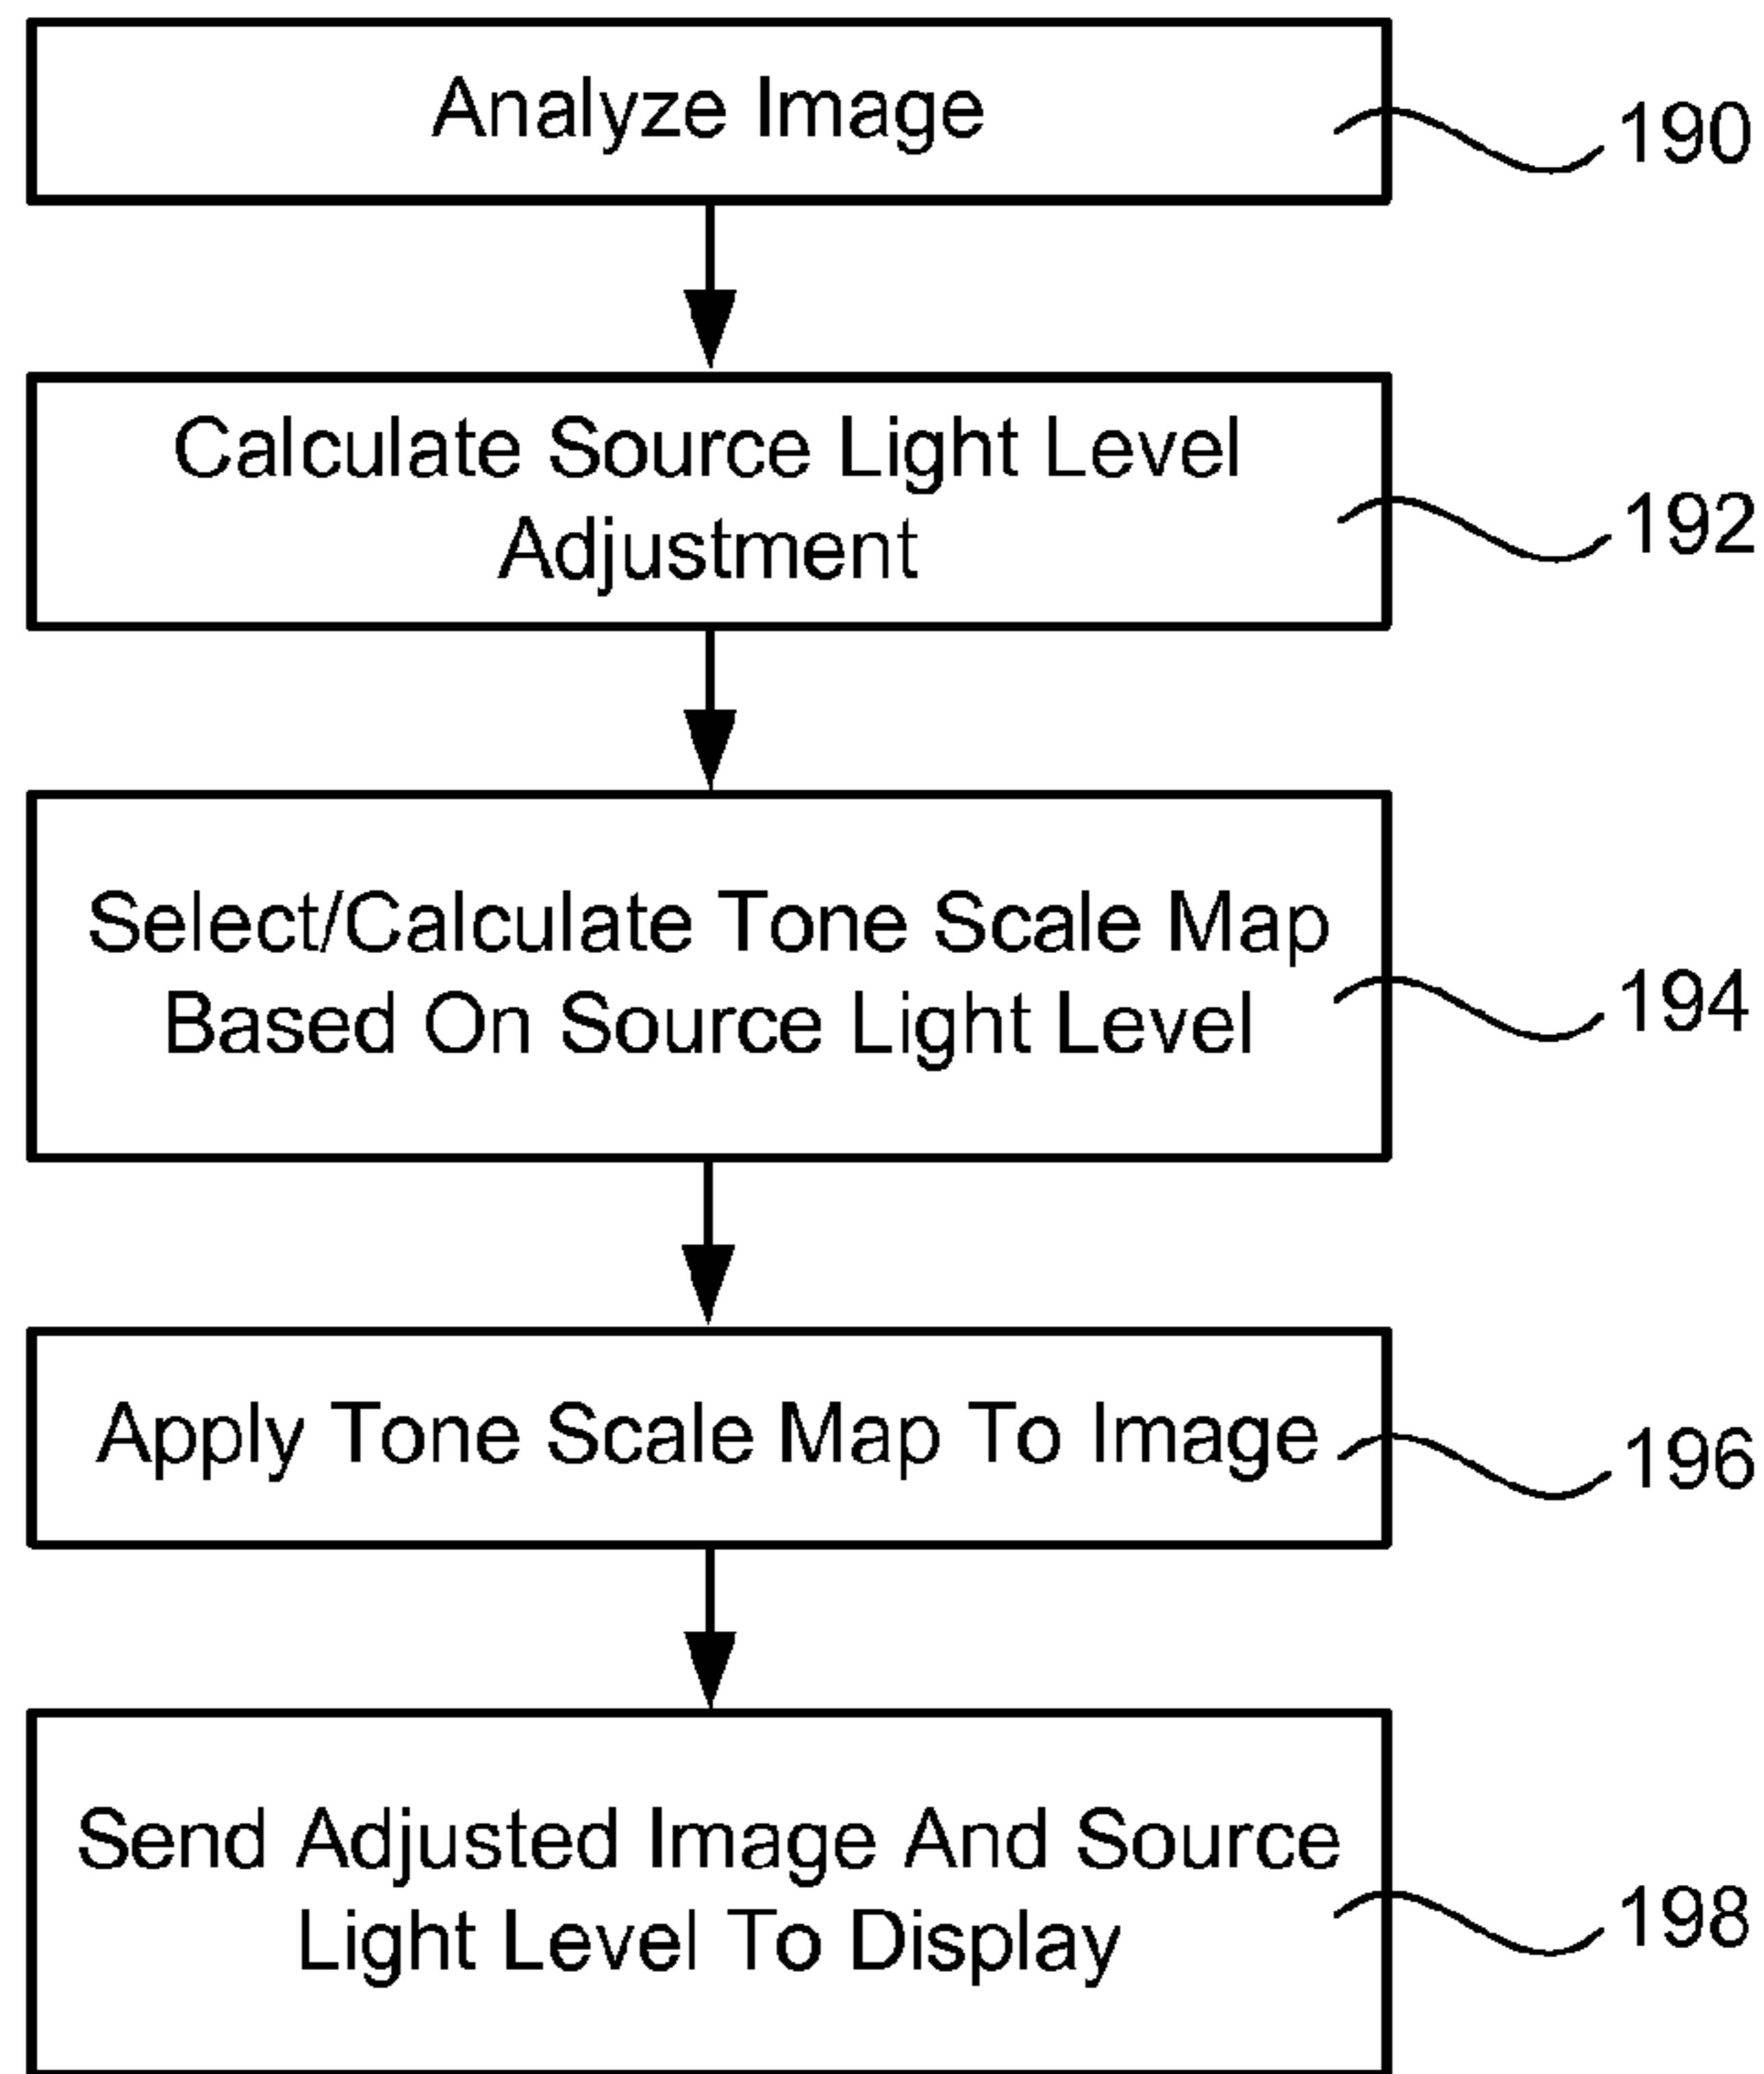 Analyze Image
190
Calculate Source Light Level
Adjustment
192
Select/Calculate Tone Scale Map
Based On Source Light Level
194
Apply Tone Scale Map To Image
196
Send Adjusted Image And Source
Light Level To Display
198